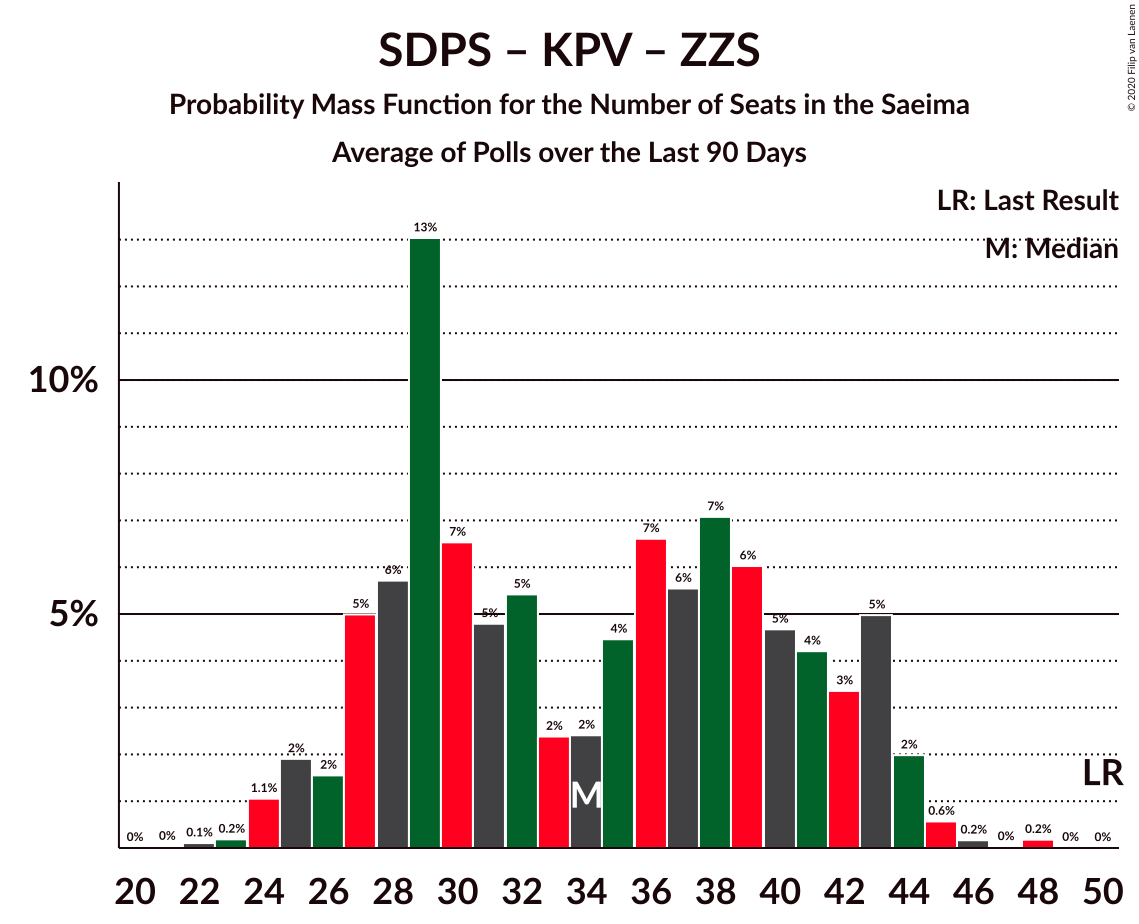 © 2020 Filip van Laenen
SDPS – KPV – ZZS
Probability Mass Function for the Number of Seats in the Saeima
Average of Polls over the Last 90 Days
LR: Last Result
M: Median
10%
5%
0% 0% 0.1% 0.2% 1.1% 2% 2% 5% 6% 13% 7% 5% 5% 2% 2% 4% 7% 6% 7% 6% 5% 4% 3% 5% 2% 0.6% 0.2% 0% 0.2% 0% 0%
M
LR
20 22 24 26 28 30 32 34 36 38 40 42 44 46 48 50